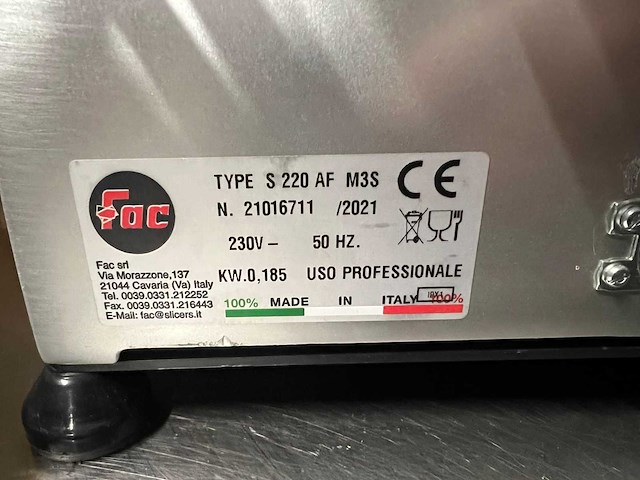 Fac
TYPE S 220 AF M3S CE
N. 21016711 /2021
230V – 50 HZ.
KW.0,185 USO PROFESSIONALE
Fac srl
Via Morazzone,137
21044 Cavaria (Va) Italy
Tel. 0039.0331.212252
Fax. 0039.0331.216443
E-Mail: fac@slicers.it
100% MADE IN ITALY 100%